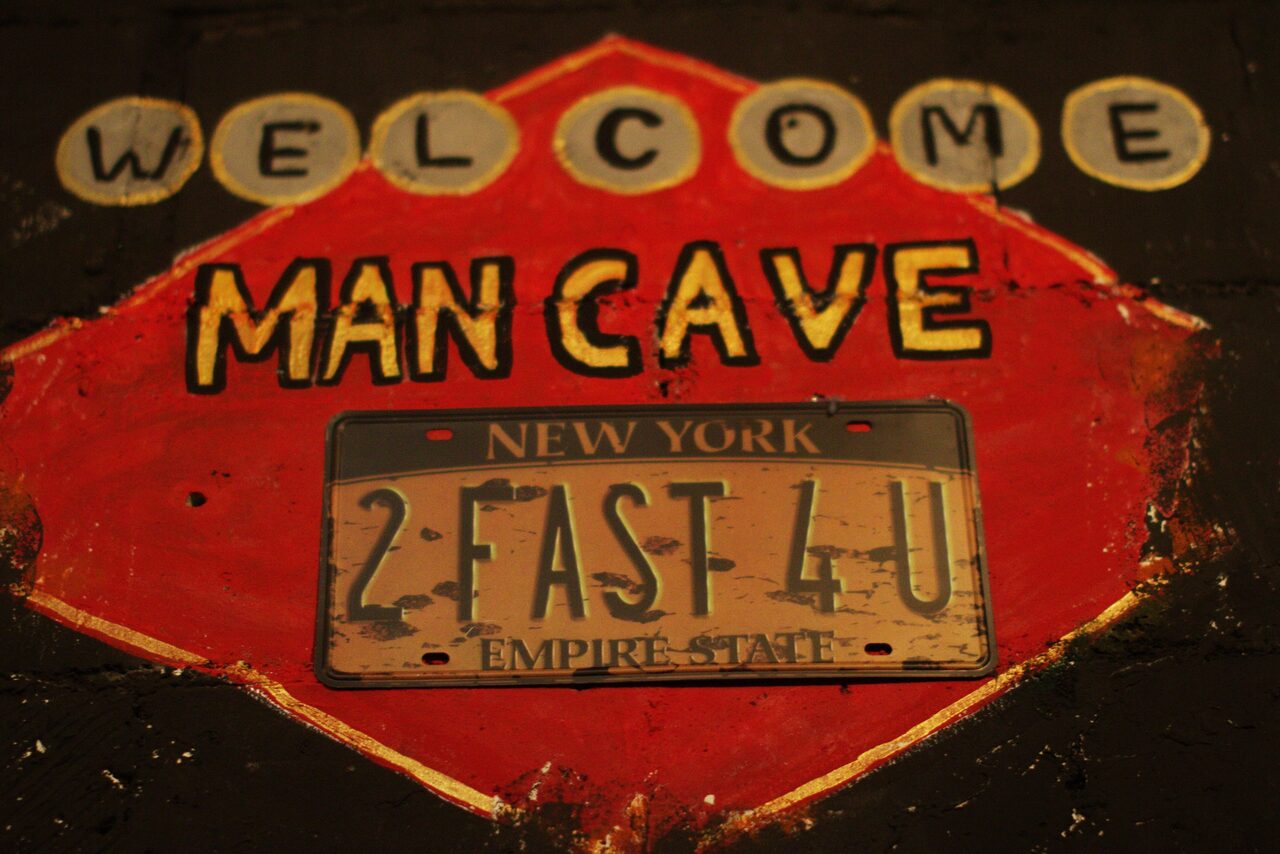 WELCOME
MAN CAVE
NEW YORK
2 FAST 4 U
EMPIRE STATE